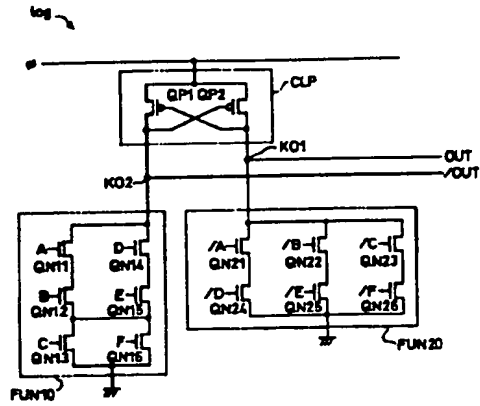 log
CLP
QP1 QP2
KO1
OUT
/OUT
KO2
A
QN11
D
QN14
/A
QN21
/B
QN22
/C
QN23
B
QN12
E
QN15
/D
QN24
/E
QN25
/F
QN26
C
QN13
F
QN16
FUN20
FUN10